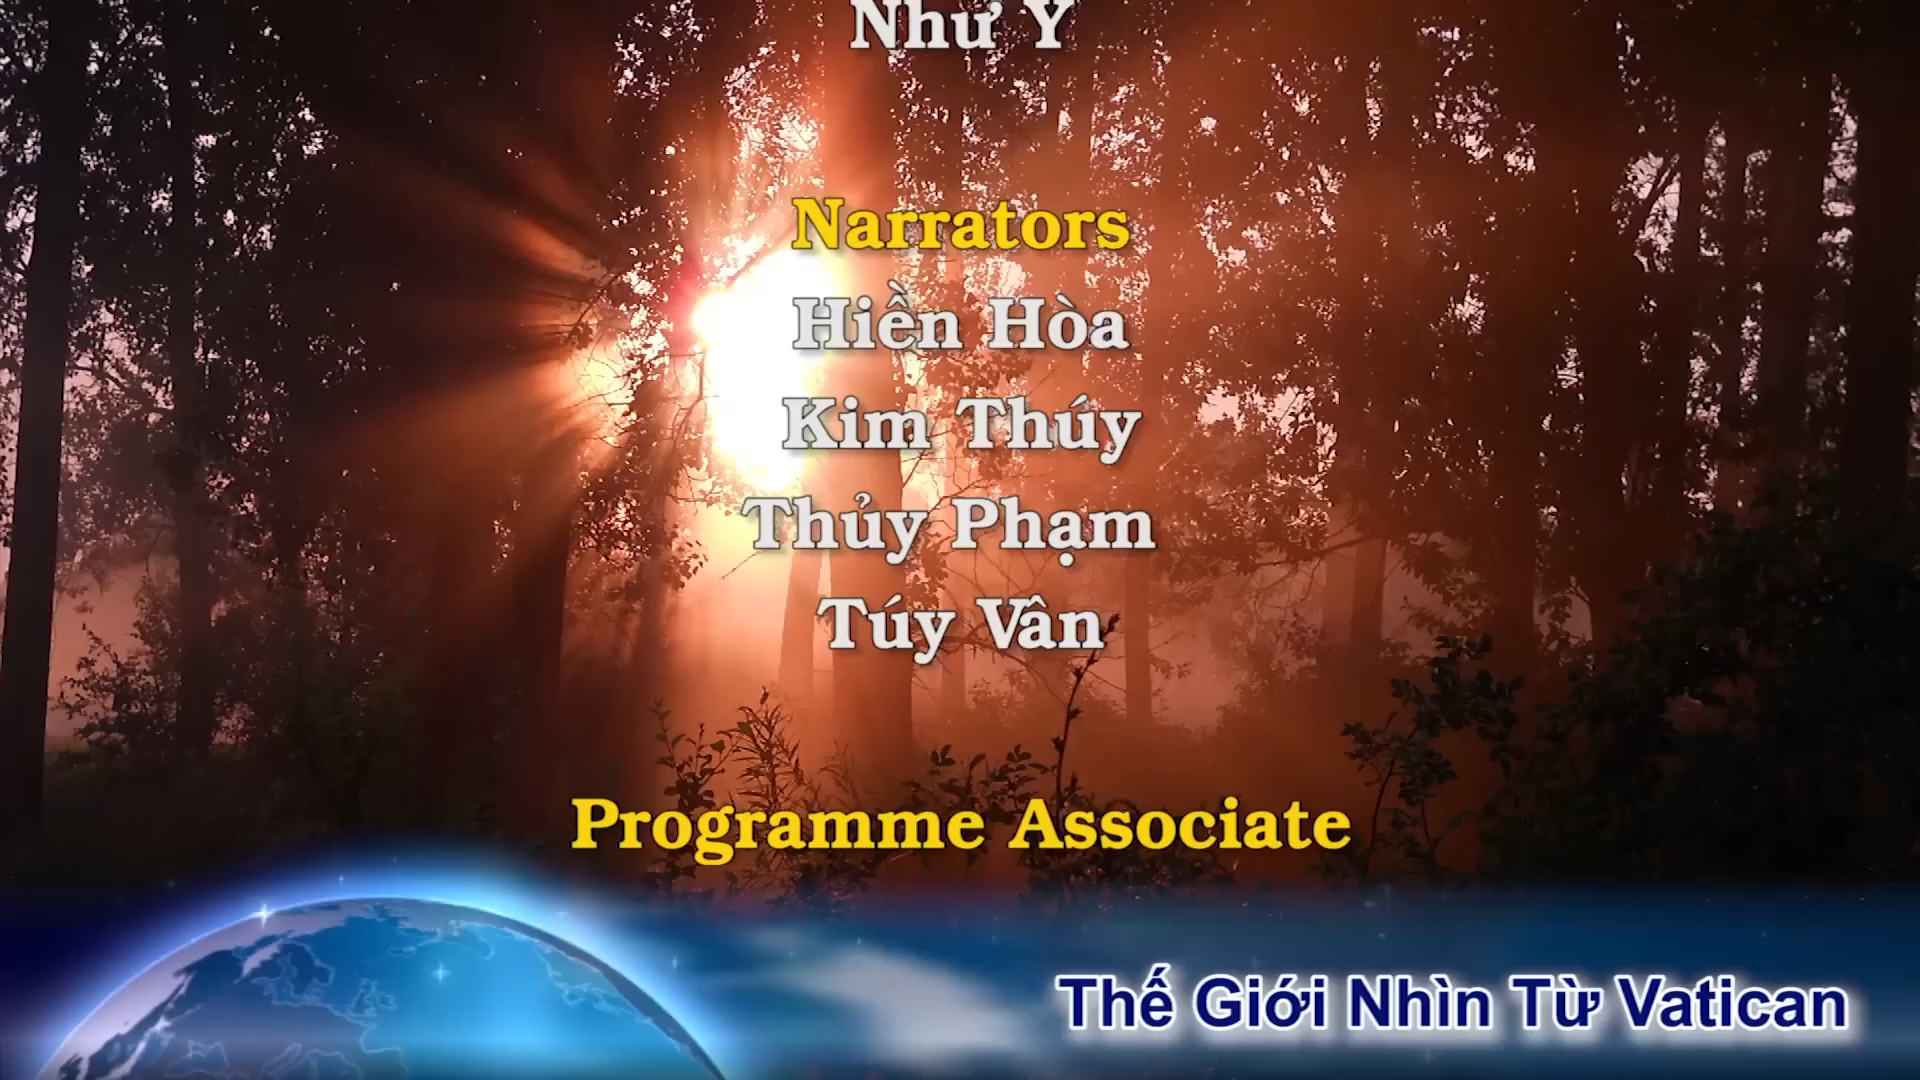 Như Ý
Narrators
Hiền Hòa
Kim Thúy
Thủy Phạm
Túy Vân
Programme Associate
Thế Giới Nhìn Từ Vatican